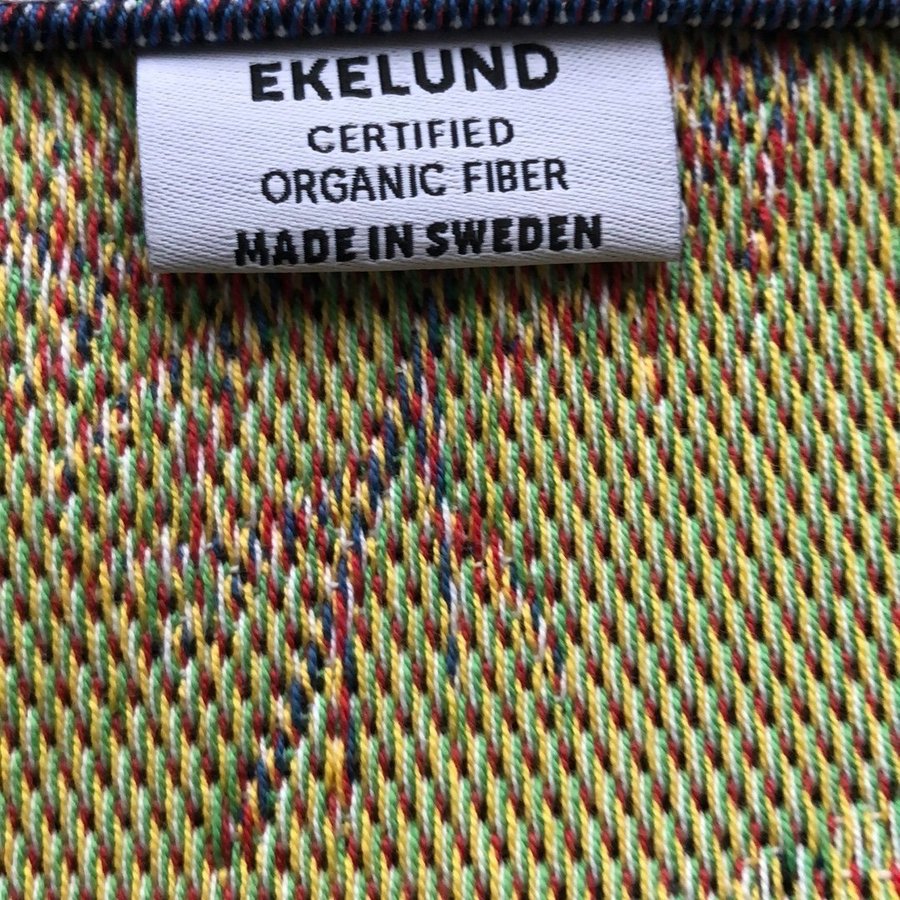 EKELUND
CERTIFIED
ORGANIC FIBER
MADE IN SWEDEN